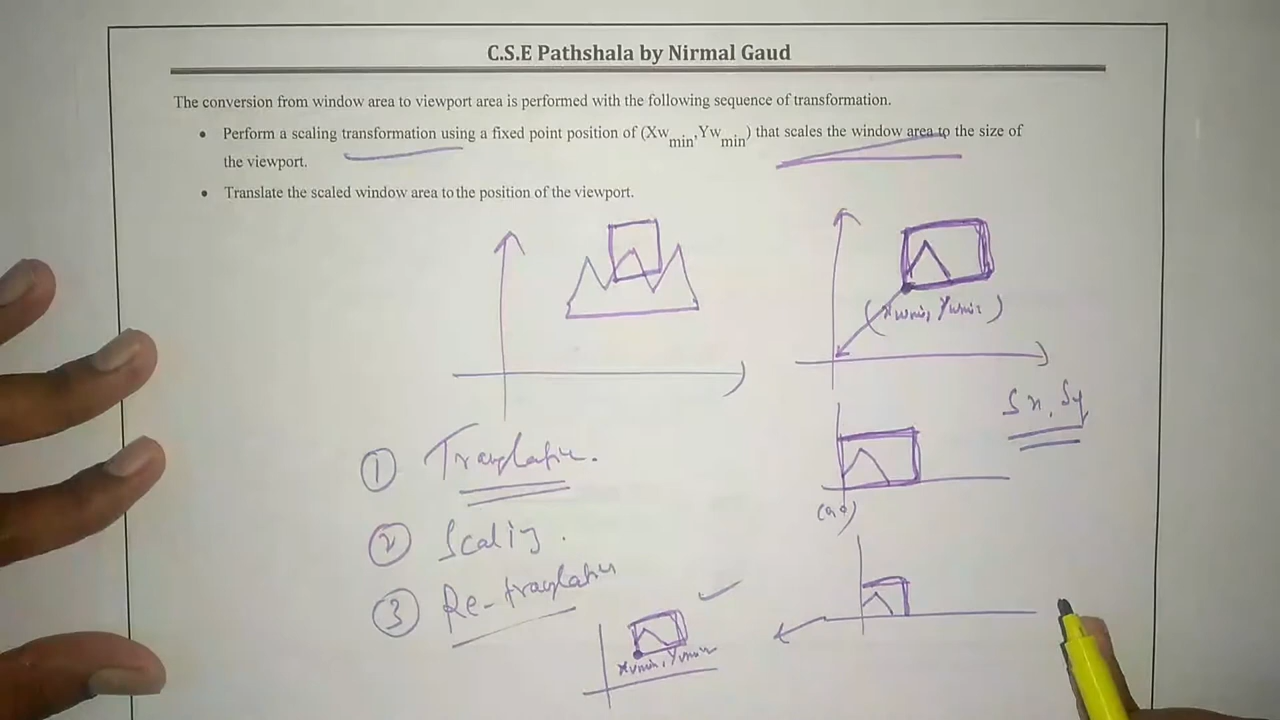 C.S.E Pathshala by Nirmal Gaud
The conversion from window area to viewport area is performed with the following sequence of transformation.
• Perform a scaling transformation using a fixed point position of (Xwmin,Ywmin) that scales the window area to the size of
the viewport.
• Translate the scaled window area to the position of the viewport.
(Xwmin, Ywmin)
Sx, Sy
① Translation.
(0,0)
② Scaling.
③ Re-translation
Xvmin, Yvmin